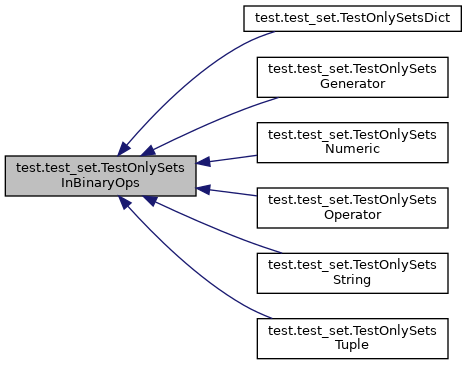 test.test_set.TestOnlySetsDict
test.test_set.TestOnlySets
Generator
test.test_set.TestOnlySets
Numeric
test.test_set.TestOnlySets
InBinaryOps
test.test_set.TestOnlySets
Operator
test.test_set.TestOnlySets
String
test.test_set.TestOnlySets
Tuple